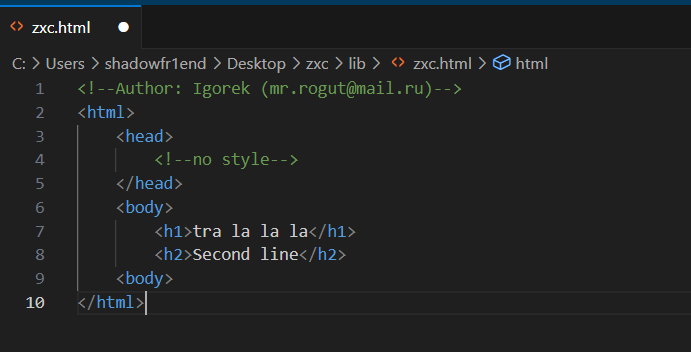 zxc.html
C: > Users > shadowfr1end > Desktop > zxc > lib > zxc.html > html
1 <!--Author: Igorek (mr.rogut@mail.ru)-->
2 <html>
3 <head>
4 <!--no style-->
5 </head>
6 <body>
7 <h1>tra la la la</h1>
8 <h2>Second line</h2>
9 <body>
10 </html>